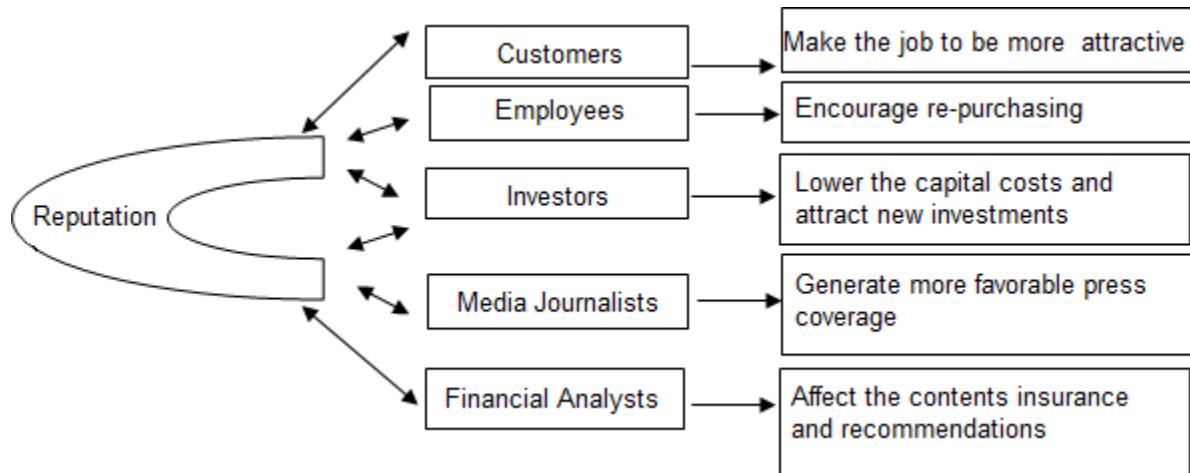 Reputation
Customers
Make the job to be more attractive
Employees
Encourage re-purchasing
Investors
Lower the capital costs and
attract new investments
Media Journalists
Generate more favorable press
coverage
Financial Analysts
Affect the contents insurance
and recommendations